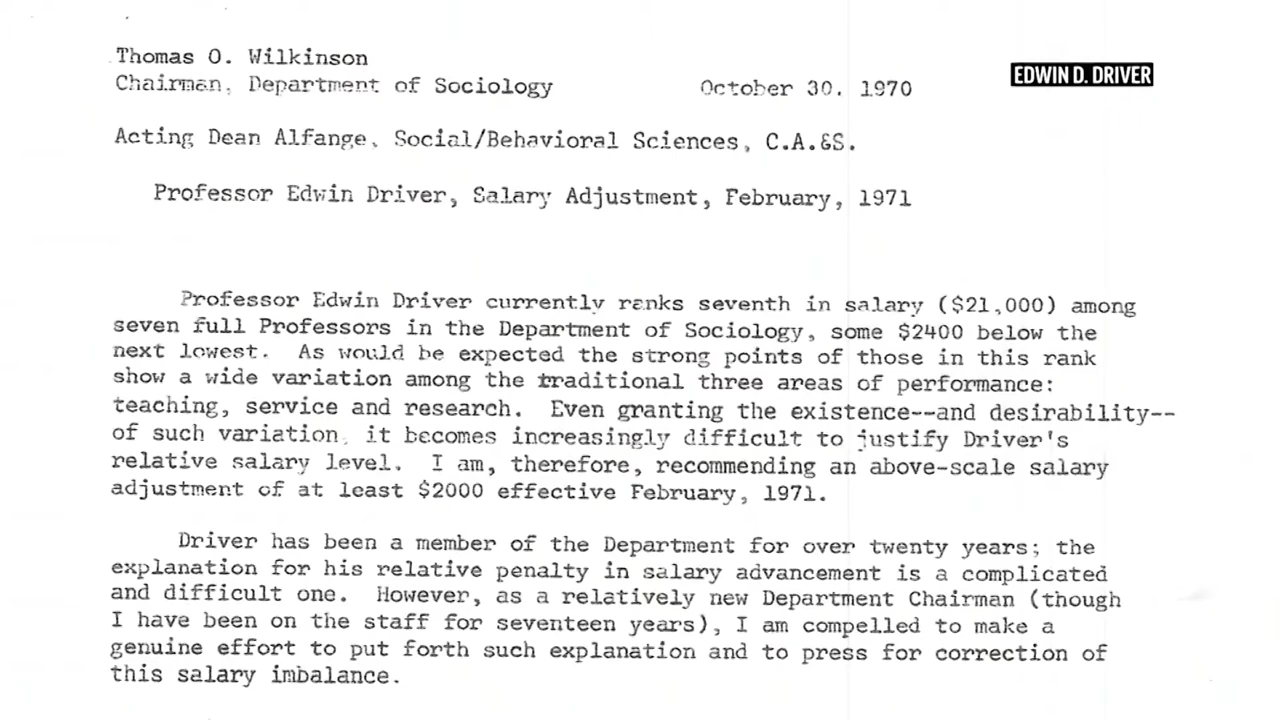 Thomas O. Wilkinson
Chairman, Department of Sociology October 30, 1970
EDWIN D. DRIVER
Acting Dean Alfange, Social/Behavioral Sciences, C.A.&S.
Professor Edwin Driver, Salary Adjustment, February, 1971
Professor Edwin Driver currently ranks seventh in salary ($21,000) among
seven full Professors in the Department of Sociology, some $2400 below the
next lowest. As would be expected the strong points of those in this rank
show a wide variation among the traditional three areas of performance:
teaching, service and research. Even granting the existence--and desirability--
of such variation, it becomes increasingly difficult to justify Driver's
relative salary level. I am, therefore, recommending an above-scale salary
adjustment of at least $2000 effective February, 1971.
Driver has been a member of the Department for over twenty years; the
explanation for his relative penalty in salary advancement is a complicated
and difficult one. However, as a relatively new Department Chairman (though
I have been on the staff for seventeen years), I am compelled to make a
genuine effort to put forth such explanation and to press for correction of
this salary imbalance.